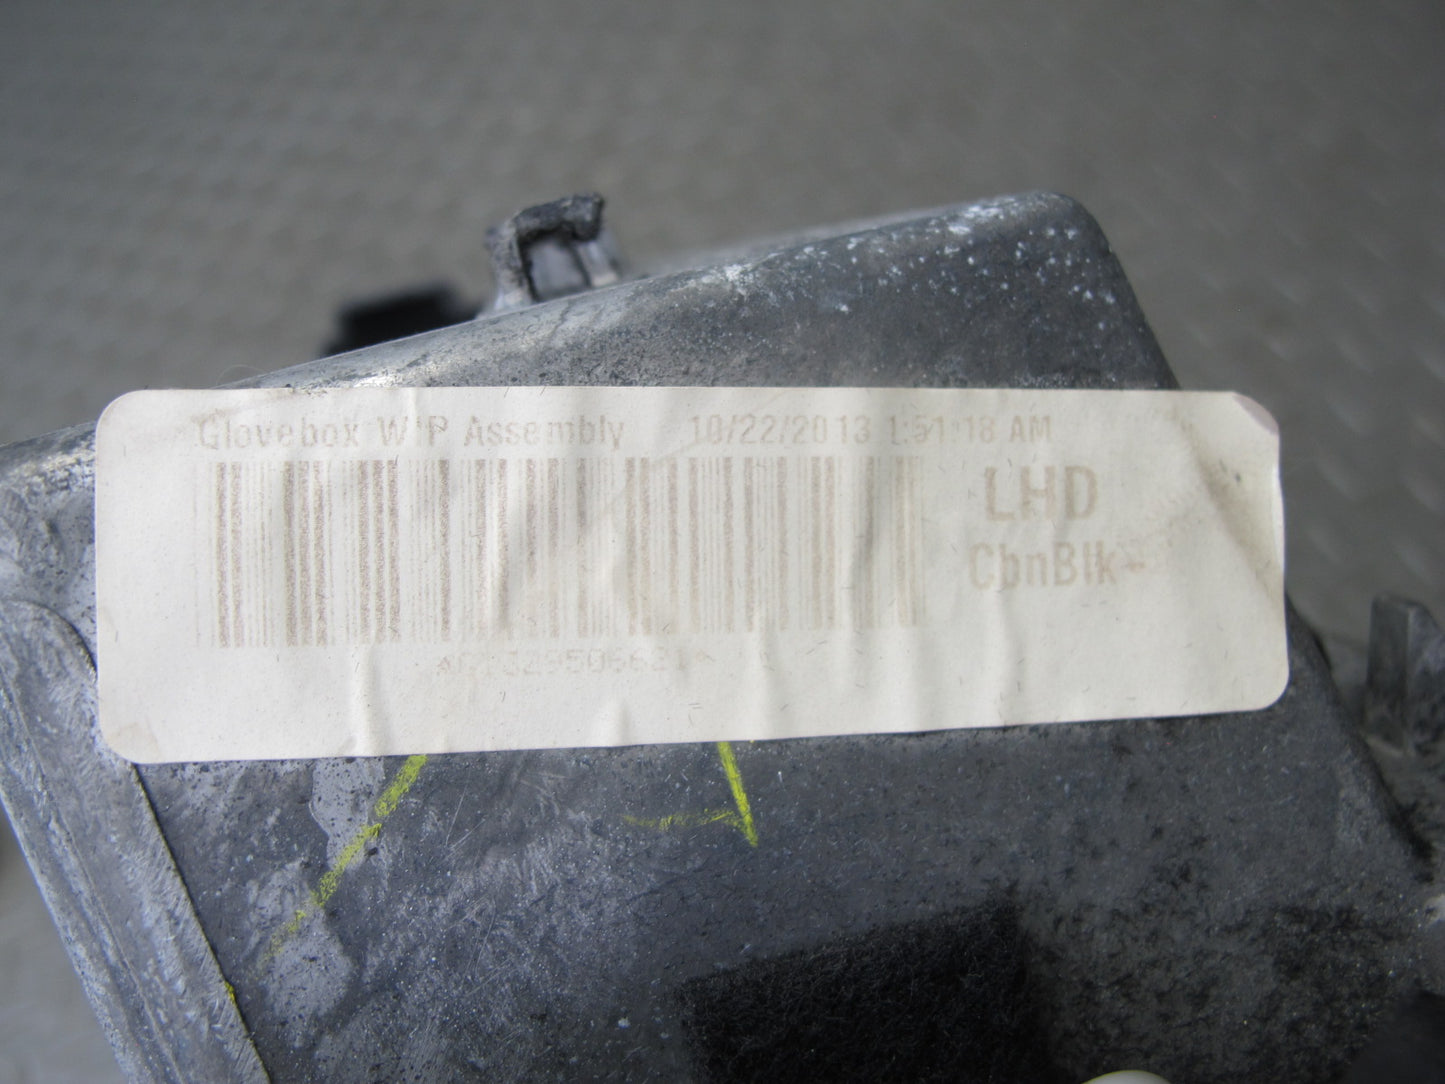 Glovebox WIP Assembly 10/22/2013 1:51:18 AM
LHD
CbnBlk